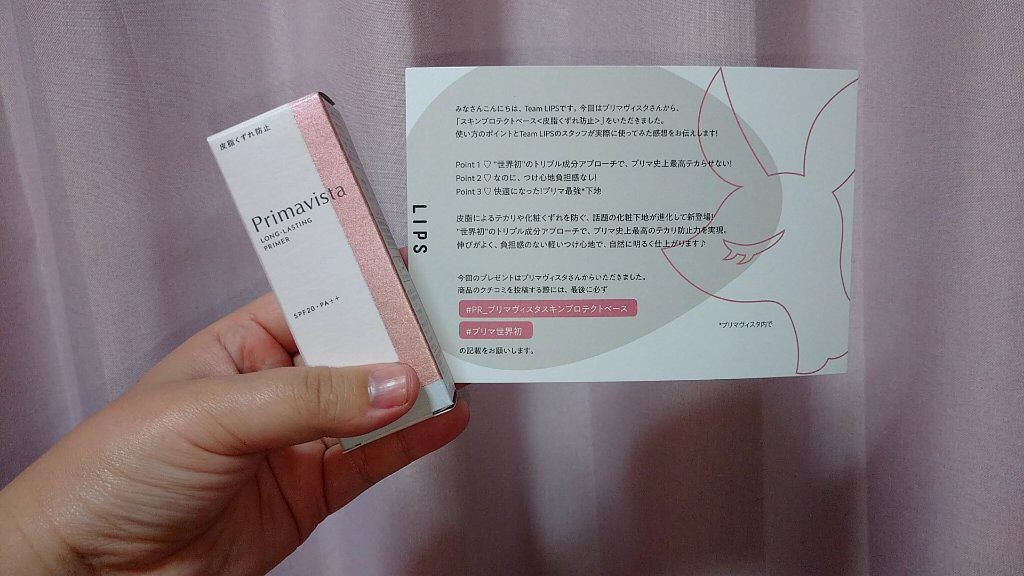 皮脂くずれ防止
Primavista
LONG-LASTING
PRIMER
SPF20・PA++
LIPS
みなさんこんにちは、Team LIPSです。今回はプリマヴィスタさんから、
「スキンプロテクトベース<皮脂くずれ防止>」をいただきました。
使い方のポイントとTeam LIPSのスタッフが実際に使ってみた感想をお伝えします!
Point 1 ♡ "世界初"のトリプル成分アプローチで、プリマ史上最高テカらせない!
Point 2 ♡ なのに、つけ心地負担感なし!
Point 3 ♡ 快適になった!プリマ最強*下地
皮脂によるテカリや化粧くずれを防ぐ、話題の化粧下地が進化して新登場!
"世界初"のトリプル成分アプローチで、プリマ史上最高のテカリ防止力を実現。
伸びがよく、負担感のない軽いつけ心地で、自然に明るく仕上がります♪
今回のプレゼントはプリマヴィスタさんからいただきました。
商品のクチコミを投稿する際には、最後に必ず
#PR_プリマヴィスタスキンプロテクトベース
#プリマ世界初
の記載をお願いします。
*プリマヴィスタ内で